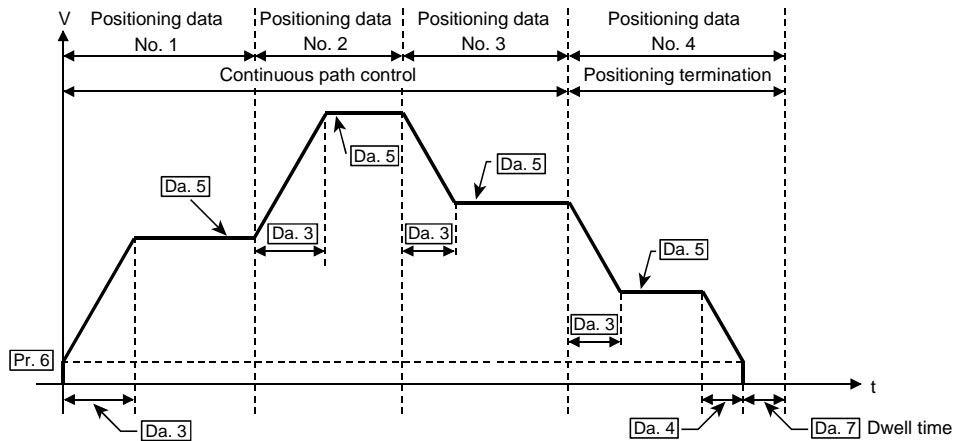 V
Positioning data
No. 1
Positioning data
No. 2
Positioning data
No. 3
Positioning data
No. 4
Continuous path control
Positioning termination
Da. 5
Da. 5
Da. 5
Da. 5
Da. 3
Da. 3
Da. 3
Pr. 6
t
Da. 3
Da. 4
Da. 7 Dwell time